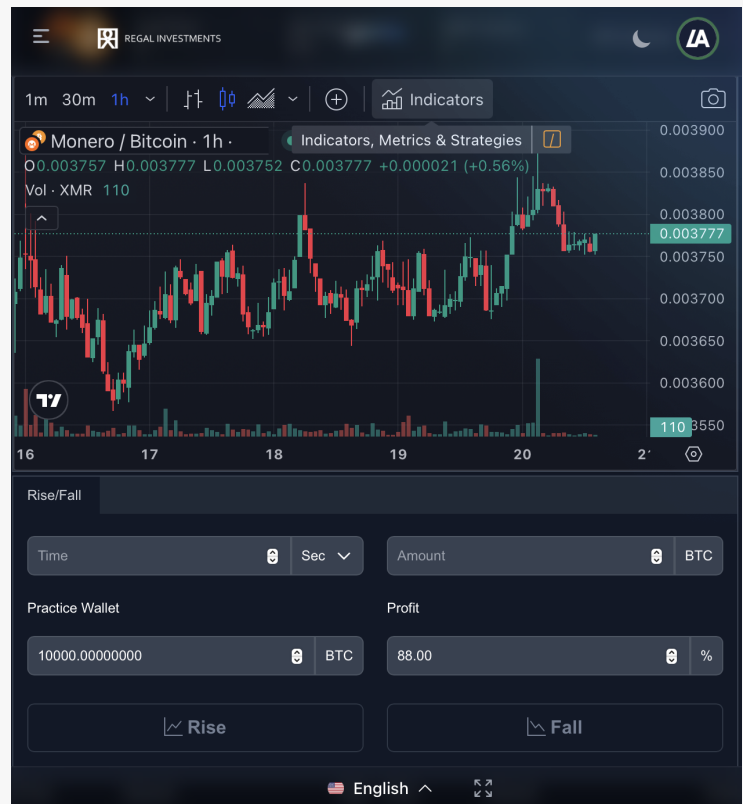 REGAL INVESTMENTS
1m 30m 1h Indicators
Monero / Bitcoin · 1h ·
Indicators, Metrics & Strategies
O0.003757 H0.003777 L0.003752 C0.003777 +0.000021 (+0.56%)
Vol · XMR 110
0.003900
0.003850
0.003800
0.003777
0.003750
0.003700
0.003650
0.003600
110 3550
16 17 18 19 20
Rise/Fall
Time Sec Amount BTC
Practice Wallet Profit
10000.00000000 BTC 88.00 %
Rise Fall
English